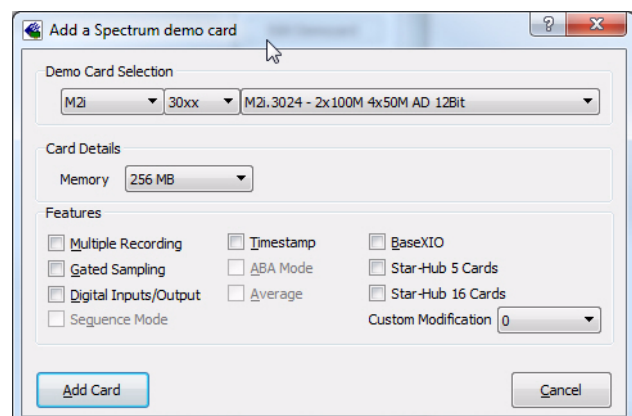 Add a Spectrum demo card
?
X
Demo Card Selection
M2i 30xx M2i.3024 - 2x100M 4x50M AD 12Bit
Card Details
Memory 256 MB
Features
Multiple Recording Timestamp BaseXIO
Gated Sampling ABA Mode Star-Hub 5 Cards
Digital Inputs/Output Average Star-Hub 16 Cards
Sequence Mode Custom Modification 0
Add Card Cancel